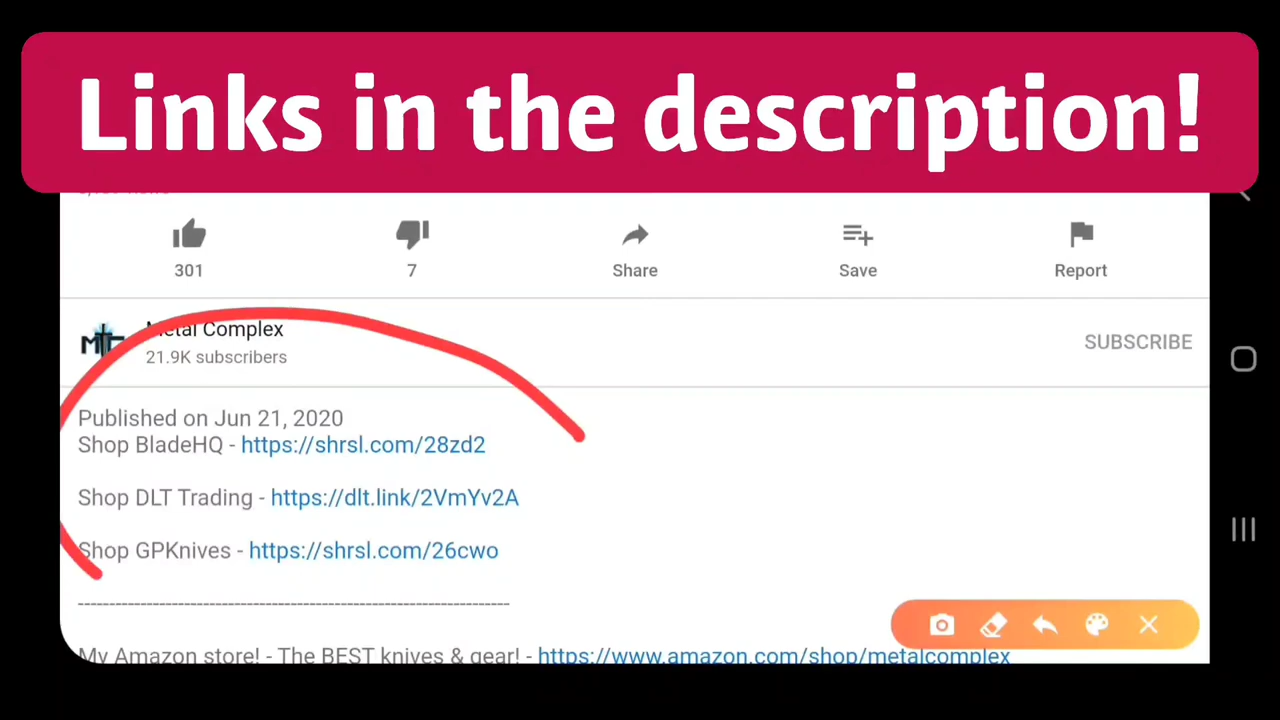 Links in the description!
301
7
Share
Save
Report
Metal Complex
21.9K subscribers
SUBSCRIBE
Published on Jun 21, 2020
Shop BladeHQ - https://shrsl.com/28zd2
Shop DLT Trading - https://dlt.link/2VmYv2A
Shop GPKnives - https://shrsl.com/26cwo
--------------------------------------------------------------------
My Amazon store! - The BEST knives & gear! - https://www.amazon.com/shop/metalcomplex